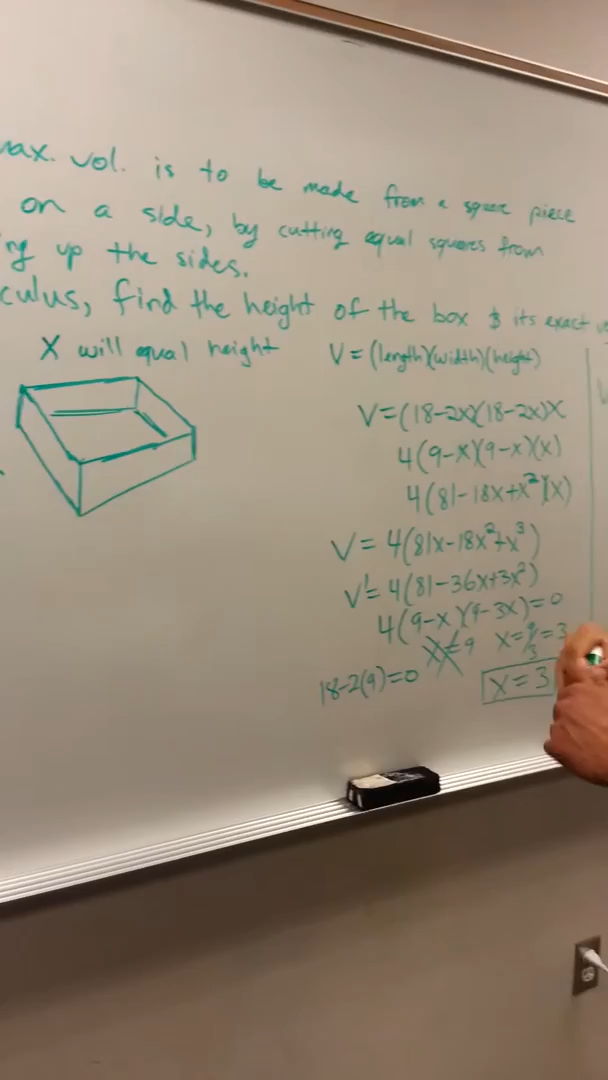 max. vol. is to be made from a square piece
on a side, by cutting equal squares from
ng up the sides.
culus, find the height of the box & its exact
X will equal height
V = (length)(width)(height)
V=(18-2x)(18-2x)X
4(9-x)(9-x)(x)
4(81-18x+x²)(x)
V = 4(81x-18x²+x³)
V'= 4(81-36x+3x²)
4(9-x)(9-3x)=0
x≠9 x=9/3=3
18-2(9)=0
x=3